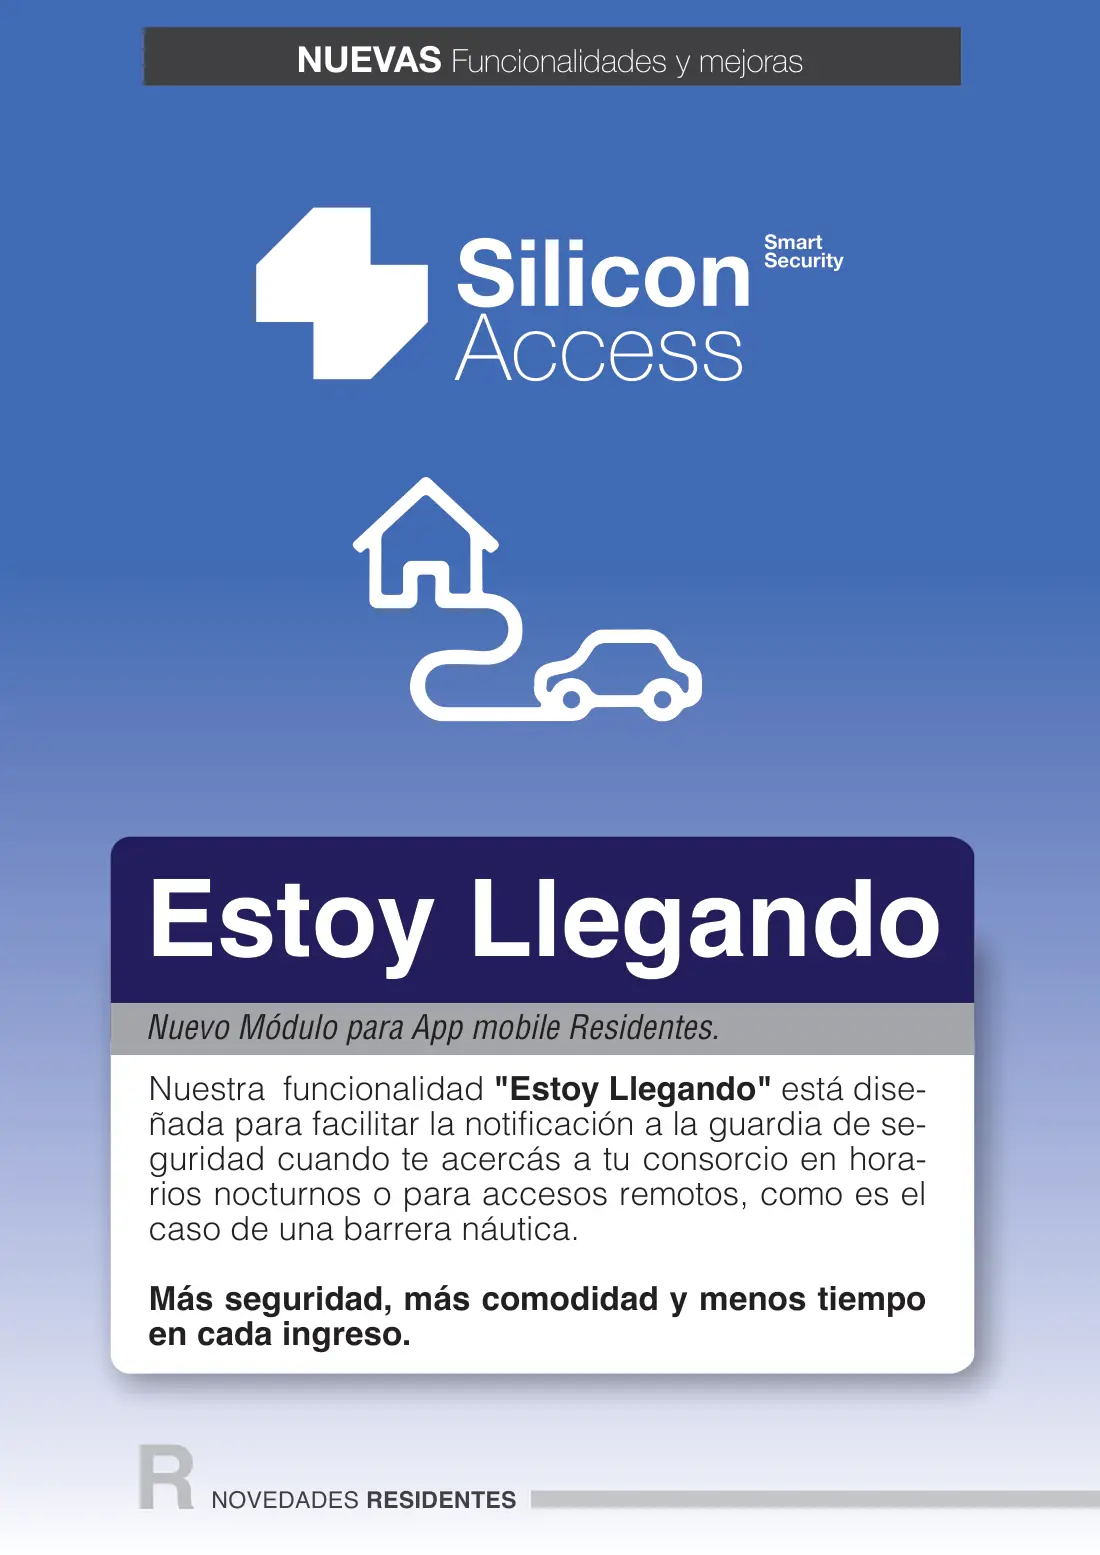 NUEVAS Funcionalidades y mejoras
Silicon
Smart
Security
Access
Estoy Llegando
Nuevo Módulo para App mobile Residentes.
Nuestra funcionalidad "Estoy Llegando" está dise-
ñada para facilitar la notificación a la guardia de se-
guridad cuando te acercás a tu consorcio en hora-
rios nocturnos o para accesos remotos, como es el
caso de una barrera náutica.
Más seguridad, más comodidad y menos tiempo
en cada ingreso.
R
NOVEDADES RESIDENTES